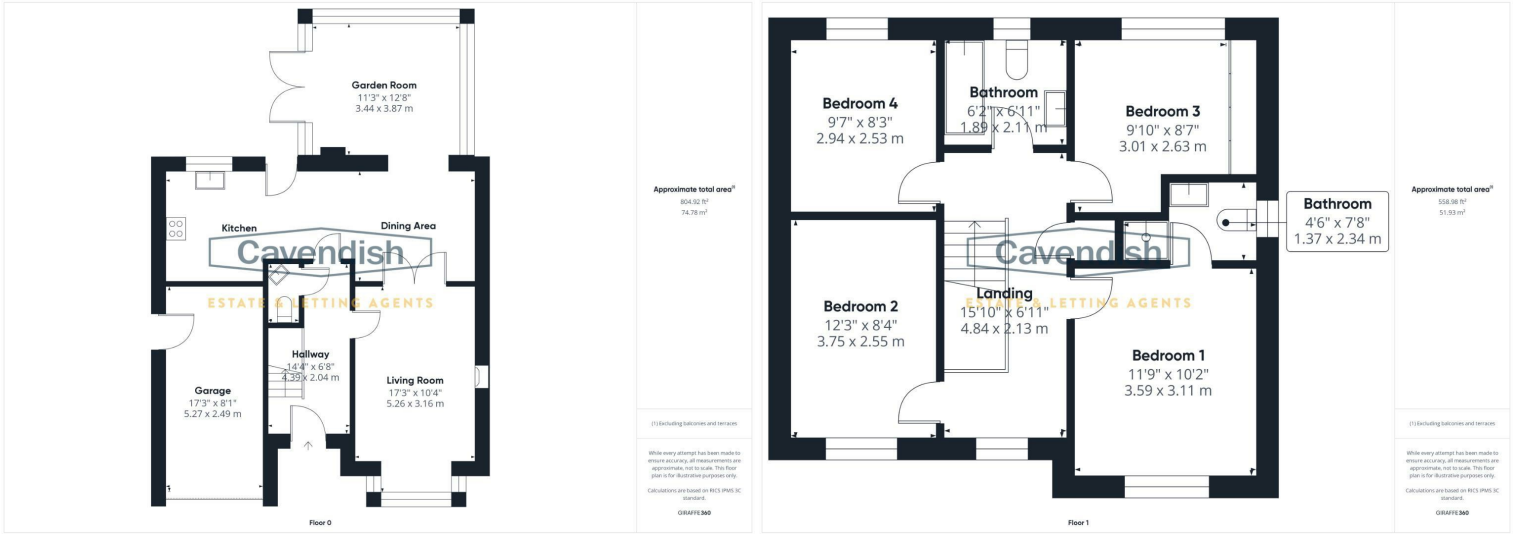 Garden Room
11'3" x 12'8"
3.44 x 3.87 m
Kitchen
Dining Area
Cavendish
ESTATE & LETTING AGENTS
Hallway
14'4" x 6'8"
4.39 x 2.04 m
Garage
17'3" x 8'1"
5.27 x 2.49 m
Living Room
17'3" x 10'4"
5.26 x 3.16 m
Floor 0
Approximate total area(1)
804.92 ft²
74.78 m²
(1) Excluding balconies and terraces
While every attempt has been made to
ensure accuracy, all measurements are
approximate, not to scale. This floor
plan is for illustrative purposes only.
Calculations are based on RICS IPMS 3C
standard.
GIRAFFE360
Bedroom 4
9'7" x 8'3"
2.94 x 2.53 m
Bathroom
6'2" x 6'11"
1.89 x 2.11 m
Bedroom 3
9'10" x 8'7"
3.01 x 2.63 m
Bathroom
4'6" x 7'8"
1.37 x 2.34 m
Cavendish
ESTATE & LETTING AGENTS
Landing
15'10" x 6'11"
4.84 x 2.13 m
Bedroom 2
12'3" x 8'4"
3.75 x 2.55 m
Bedroom 1
11'9" x 10'2"
3.59 x 3.11 m
Floor 1
Approximate total area(1)
558.98 ft²
51.93 m²
(1) Excluding balconies and terraces
While every attempt has been made to
ensure accuracy, all measurements are
approximate, not to scale. This floor
plan is for illustrative purposes only.
Calculations are based on RICS IPMS 3C
standard.
GIRAFFE360